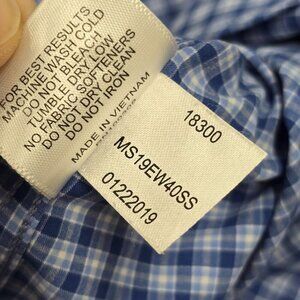 FOR BEST RESULTS
MACHINE WASH COLD
DO NOT BLEACH
TUMBLE DRY LOW
NO FABRIC SOFTENERS
DO NOT DRY CLEAN
DO NOT IRON
MADE IN VIETNAM
18300
MS19EW40SS
01222019